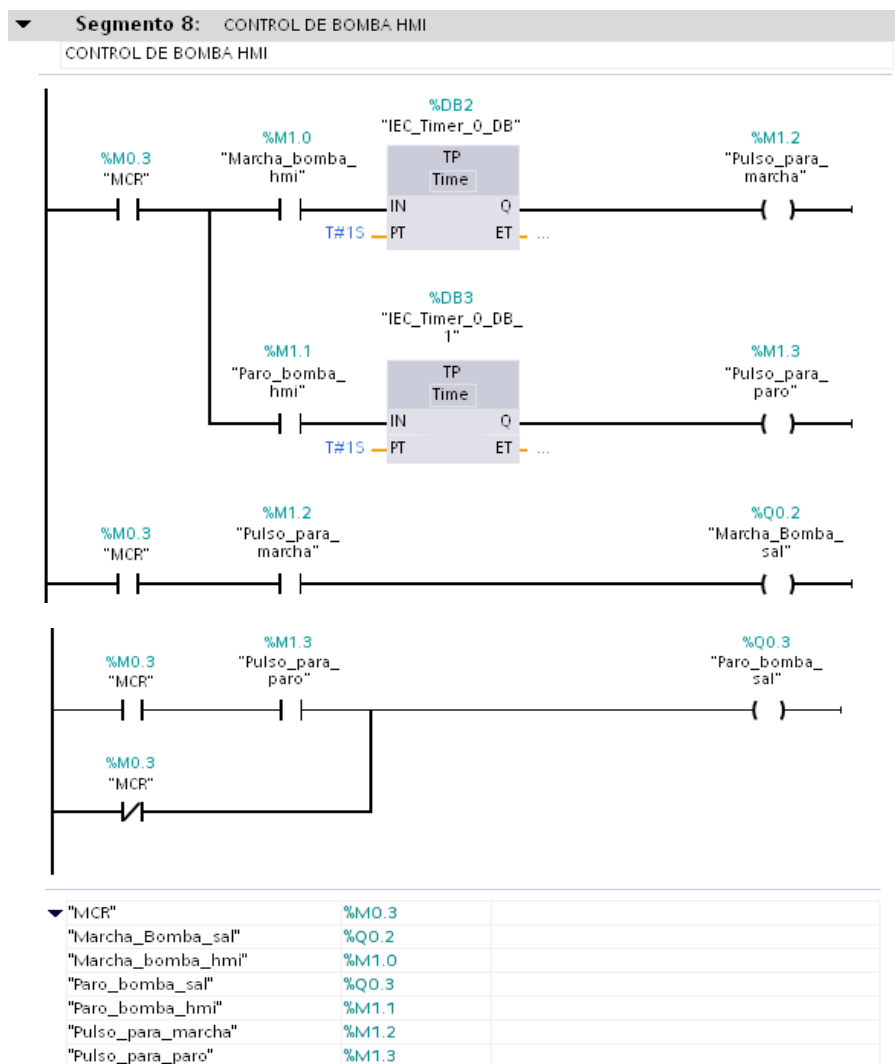 Segmento 8: CONTROL DE BOMBA HMI
CONTROL DE BOMBA HMI
%DB2
"IEC_Timer_0_DB"
%M0.3
"MCR"
%M1.0
"Marcha_bomba_
hmi"
TP
Time
IN
Q
T#1S
PT
ET
...
%M1.2
"Pulso_para_
marcha"
%DB3
"IEC_Timer_0_DB_
1"
%M1.1
"Paro_bomba_
hmi"
TP
Time
IN
Q
T#1S
PT
ET
...
%M1.3
"Pulso_para_
paro"
%M0.3
"MCR"
%M1.2
"Pulso_para_
marcha"
%Q0.2
"Marcha_Bomba_
sal"
%M0.3
"MCR"
%M1.3
"Pulso_para_
paro"
%Q0.3
"Paro_bomba_
sal"
%M0.3
"MCR"
"MCR" %M0.3
"Marcha_Bomba_sal" %Q0.2
"Marcha_bomba_hmi" %M1.0
"Paro_bomba_sal" %Q0.3
"Paro_bomba_hmi" %M1.1
"Pulso_para_marcha" %M1.2
"Pulso_para_paro" %M1.3